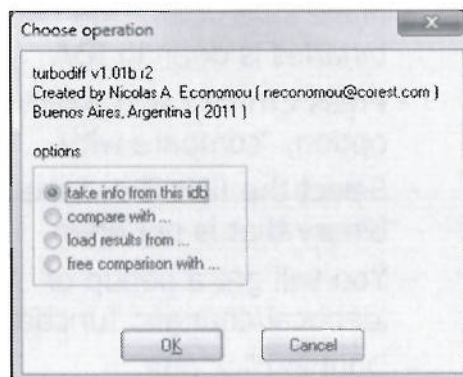 Choose operation
turbodiff v1.01b r2
Created by Nicolas A. Economou ( neconomou@corest.com )
Buenos Aires, Argentina ( 2011 )
options
take info from this idb
compare with ...
load results from ...
free comparison with ...
OK
Cancel